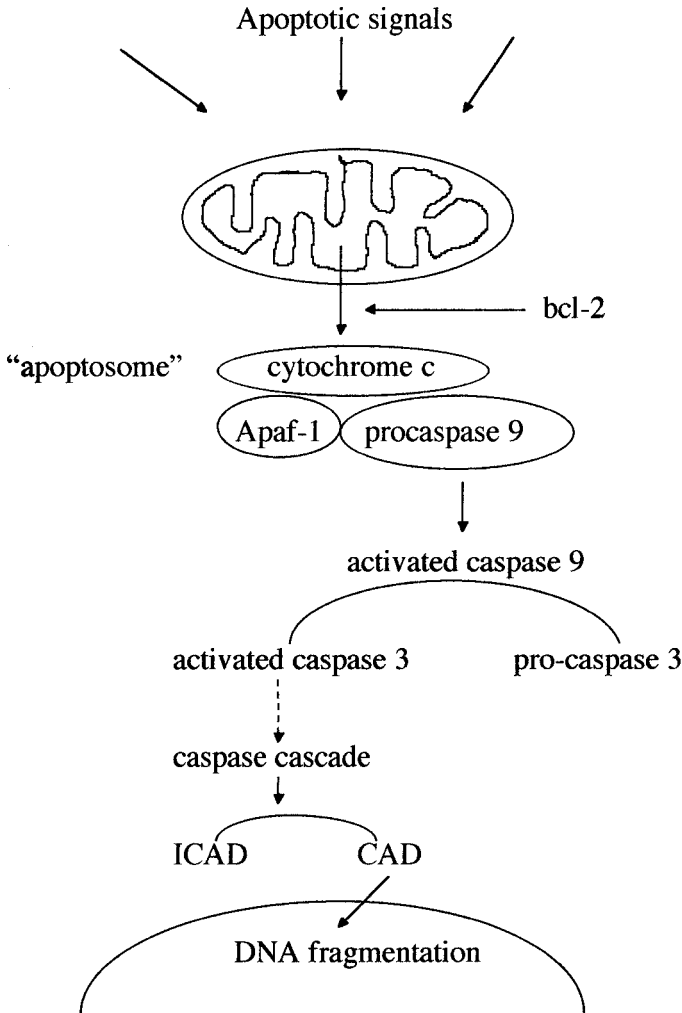 Apoptotic signals
bcl-2
“apoptosome”
cytochrome c
Apaf-1
procaspase 9
activated caspase 9
activated caspase 3
pro-caspase 3
caspase cascade
ICAD
CAD
DNA fragmentation